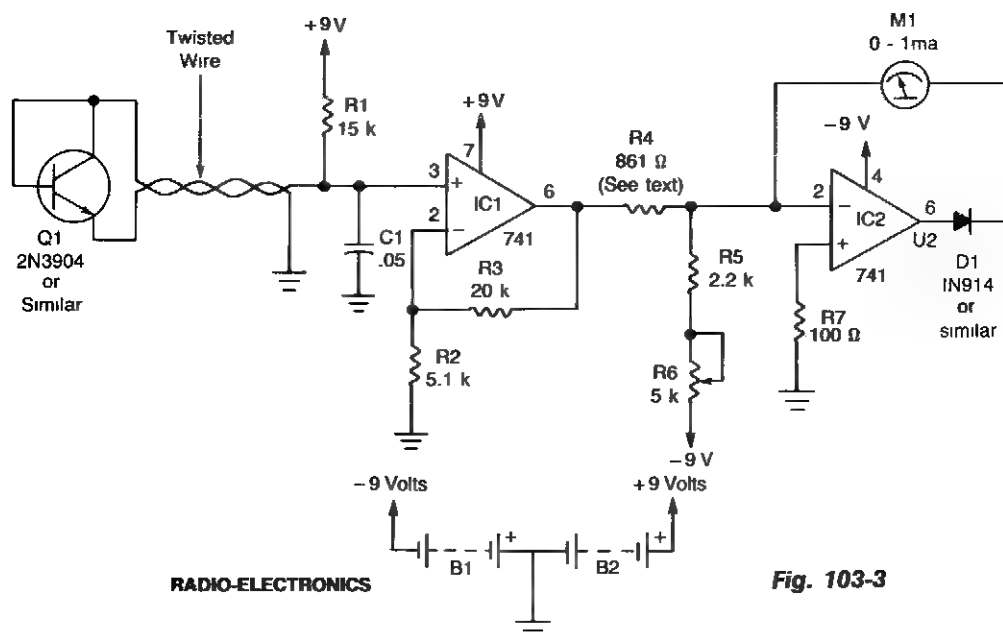 M1
0 - 1ma
+9V
Twisted
Wire
R1
15 k
+9V
7
R4
861 Ω
(See text)
-9 V
4
3
+
IC1
6
2
-
741
2
-
IC2
6
U2
+
741
Q1
2N3904
or
Similar
C1
.05
R3
20 k
R5
2.2 k
D1
IN914
or
similar
R2
5.1 k
R7
100 Ω
R6
5 k
-9 V
-9 Volts
+9 Volts
+
+
B1
B2
RADIO-ELECTRONICS
Fig. 103-3